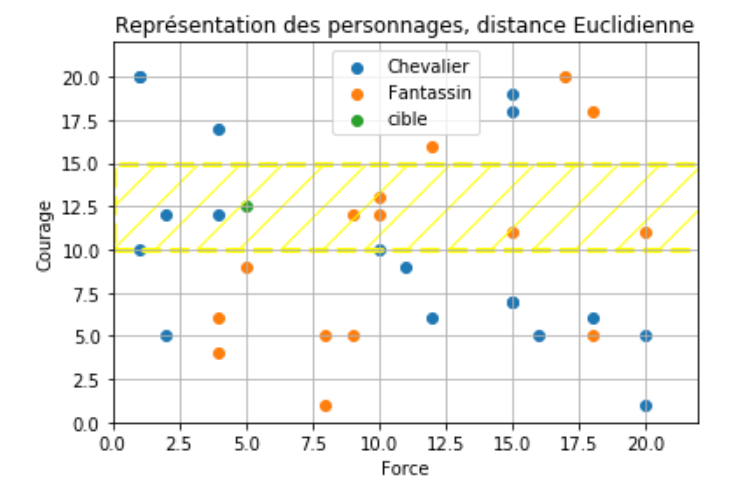 Représentation des personnages, distance Euclidienne
Chevalier
Fantassin
cible
Courage
20.0
17.5
15.0
12.5
10.0
7.5
5.0
2.5
0.0
0.0 2.5 5.0 7.5 10.0 12.5 15.0 17.5 20.0
Force